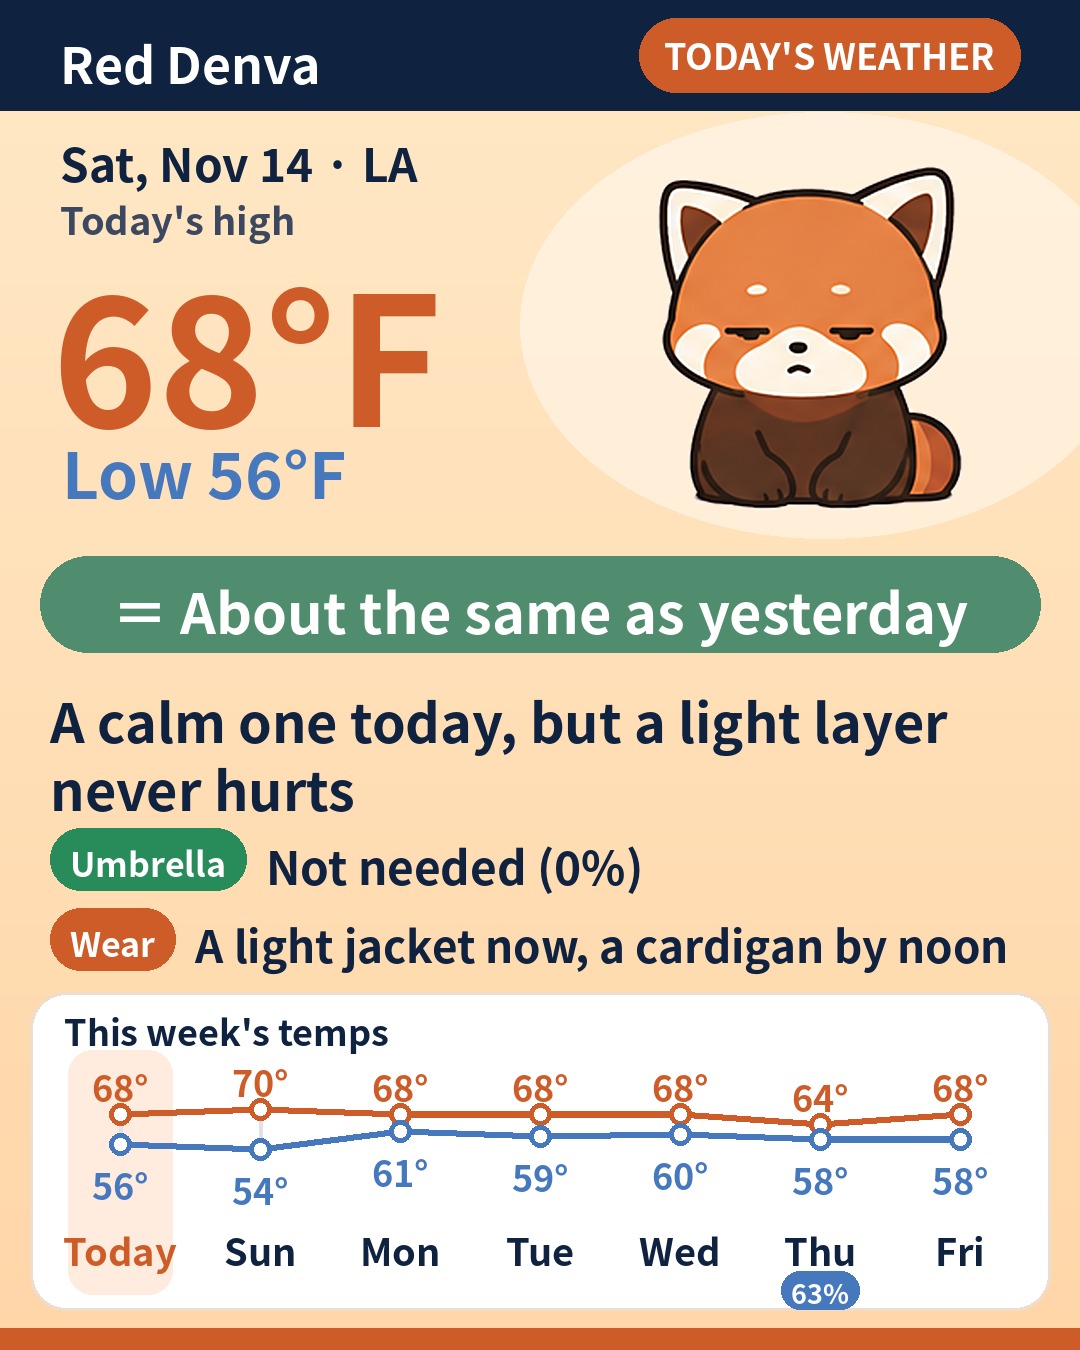 Red Denva
TODAY'S WEATHER
Sat, Nov 14 · LA
Today's high
68°F
Low 56°F
= About the same as yesterday
A calm one today, but a light layer
never hurts
Umbrella Not needed (0%)
Wear A light jacket now, a cardigan by noon
This week's temps
68° 70° 68° 68° 68° 64° 68°
56° 54° 61° 59° 60° 58° 58°
Today Sun Mon Tue Wed Thu Fri
63%